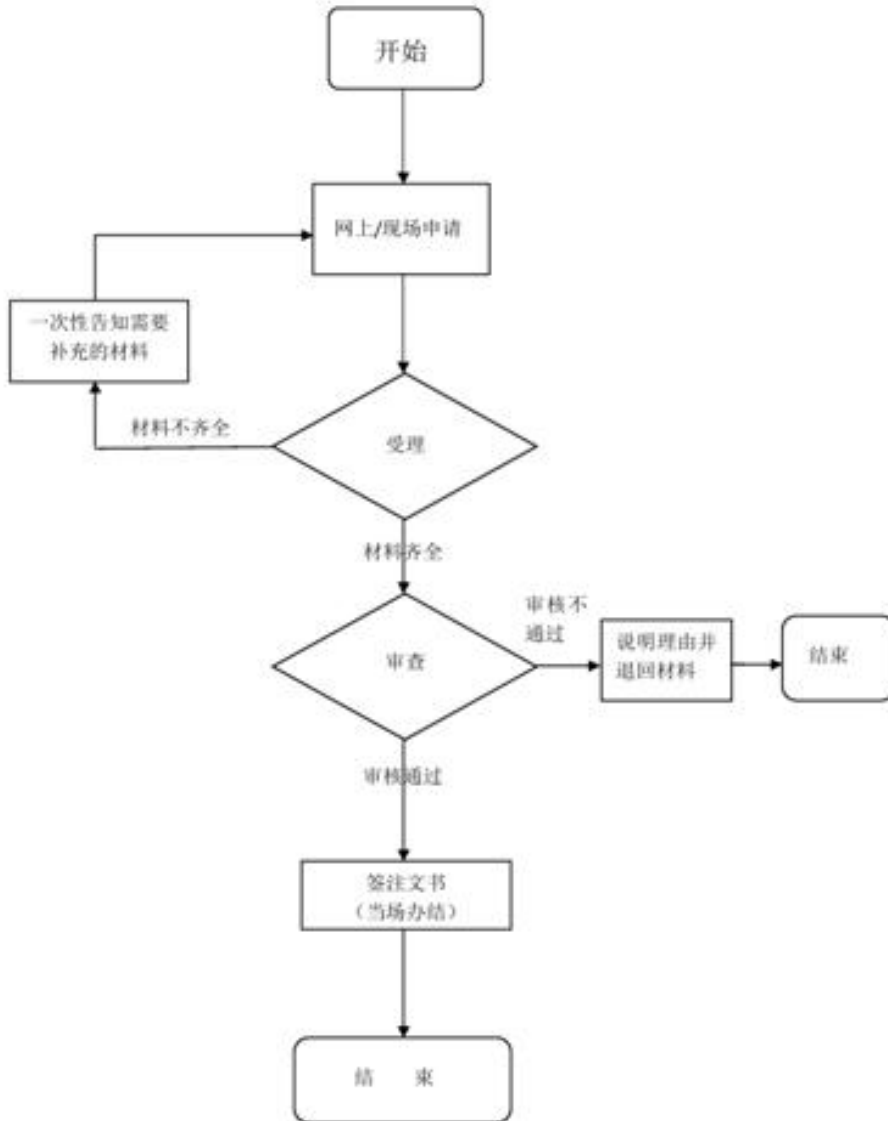 开始
网上/现场申请
一次性告知需要
补充的材料
材料不齐全
受理
材料齐全
审核不
通过
审查
说明理由并
退回材料
结束
审核通过
签注文书
（当场办结）
结 束